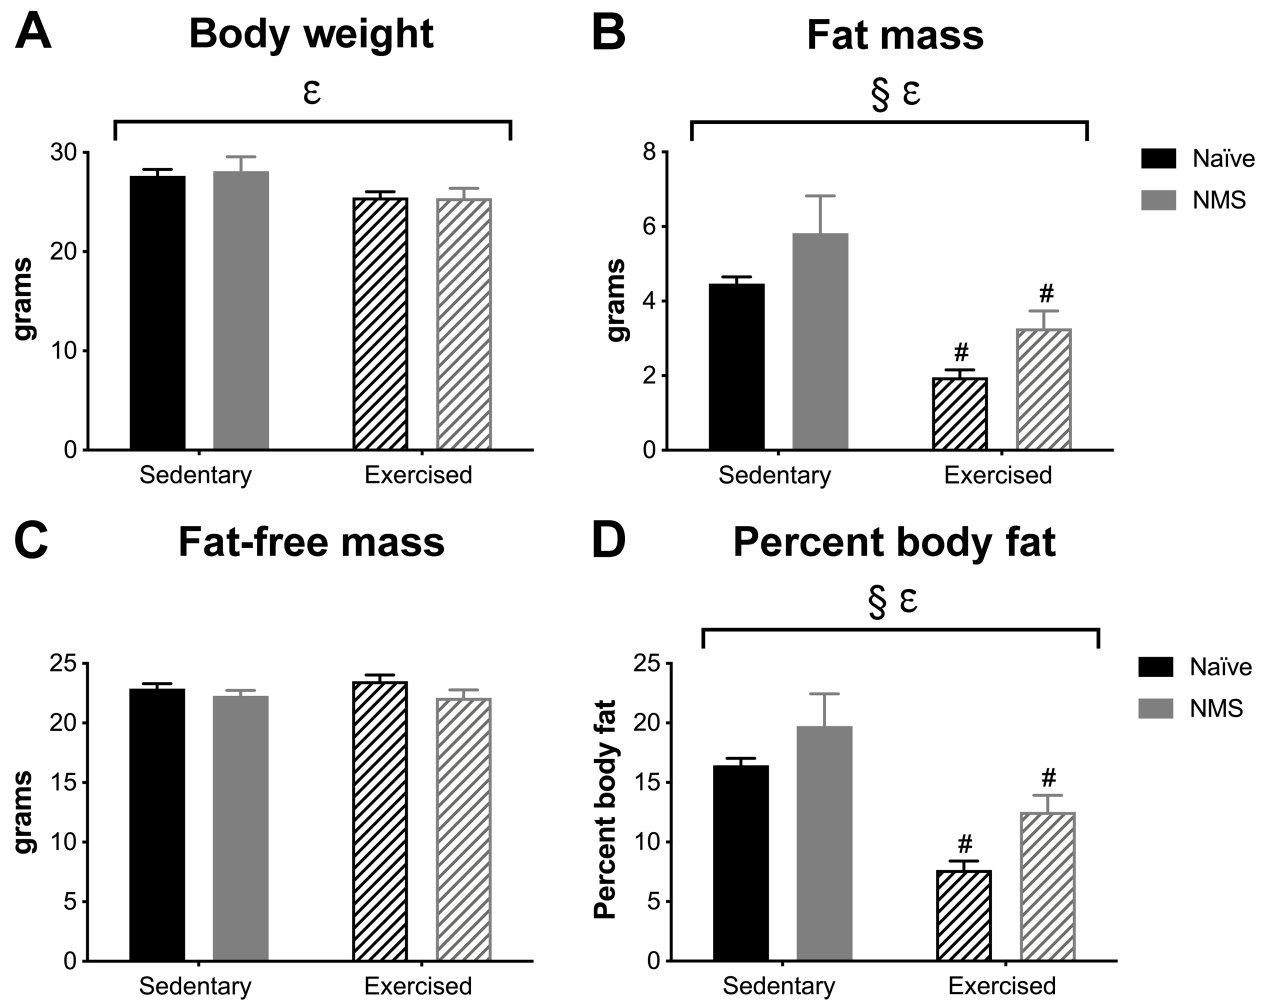 A
Body weight
ε
30
20
10
0
grams
Sedentary
Exercised
B
Fat mass
§ ε
8
6
4
2
0
grams
#
#
Sedentary
Exercised
Naïve
NMS
C
Fat-free mass
25
20
15
10
5
0
grams
Sedentary
Exercised
D
Percent body fat
§ ε
25
20
15
10
5
0
Percent body fat
#
#
Sedentary
Exercised
Naïve
NMS